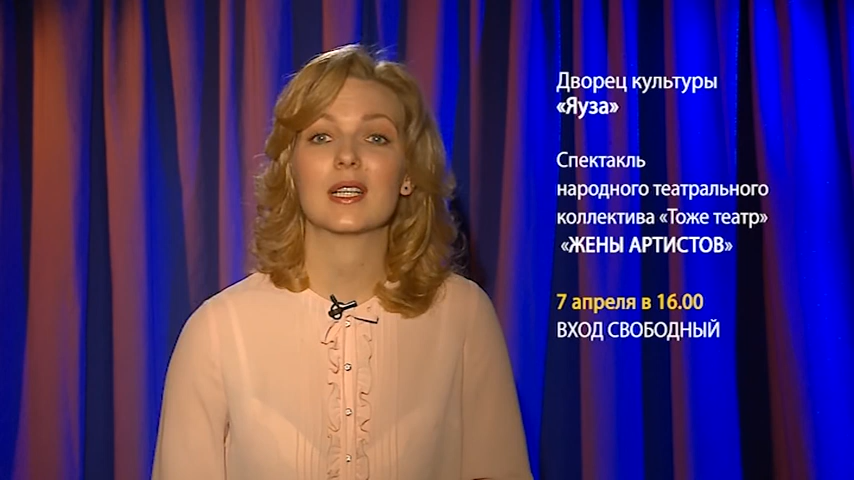 Дворец культуры
«Яуза»
Спектакль
народного театрального
коллектива «Тоже театр»
«ЖЕНЫ АРТИСТОВ»
7 апреля в 16.00
ВХОД СВОБОДНЫЙ